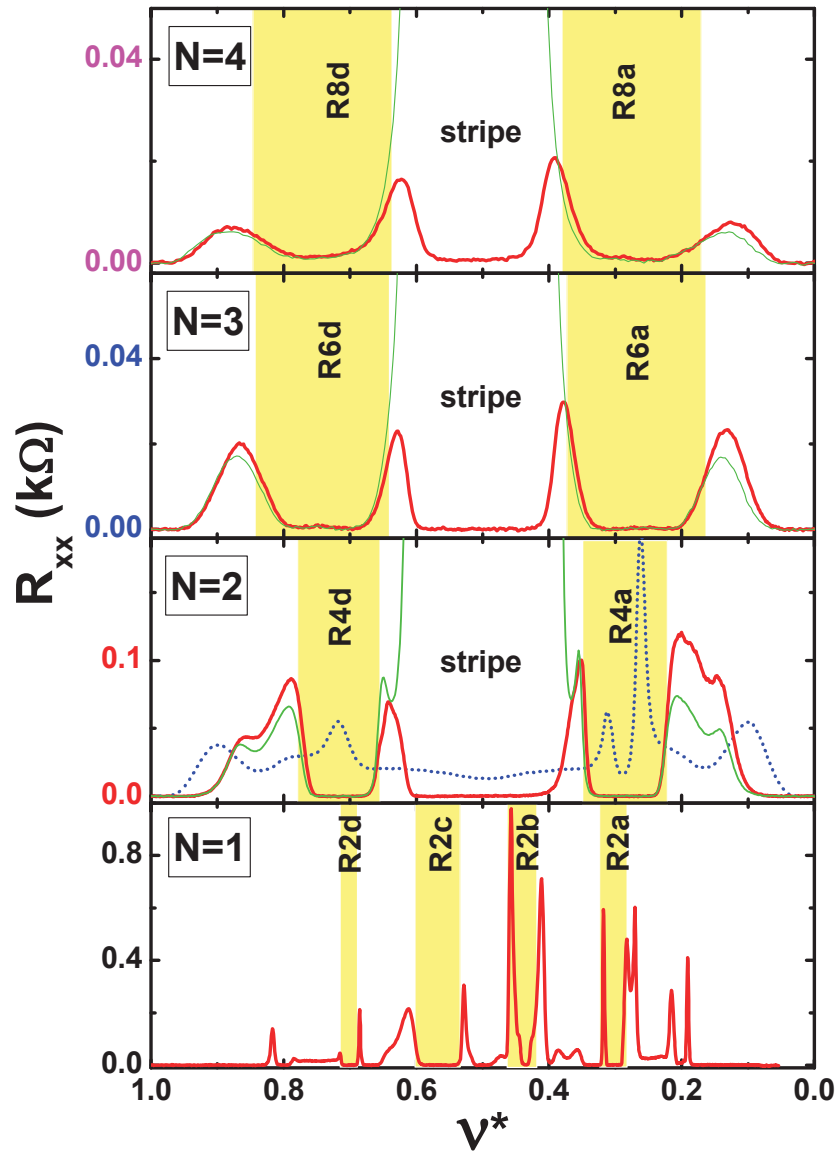 N=4
R8d
stripe
R8a
0.04
0.00
N=3
R6d
stripe
R6a
0.04
0.00
N=2
R4d
stripe
R4a
0.1
0.0
N=1
R2d
R2c
R2b
R2a
0.8
0.4
0.0
1.0 0.8 0.6 0.4 0.2 0.0
ν*
Rxx (kΩ)